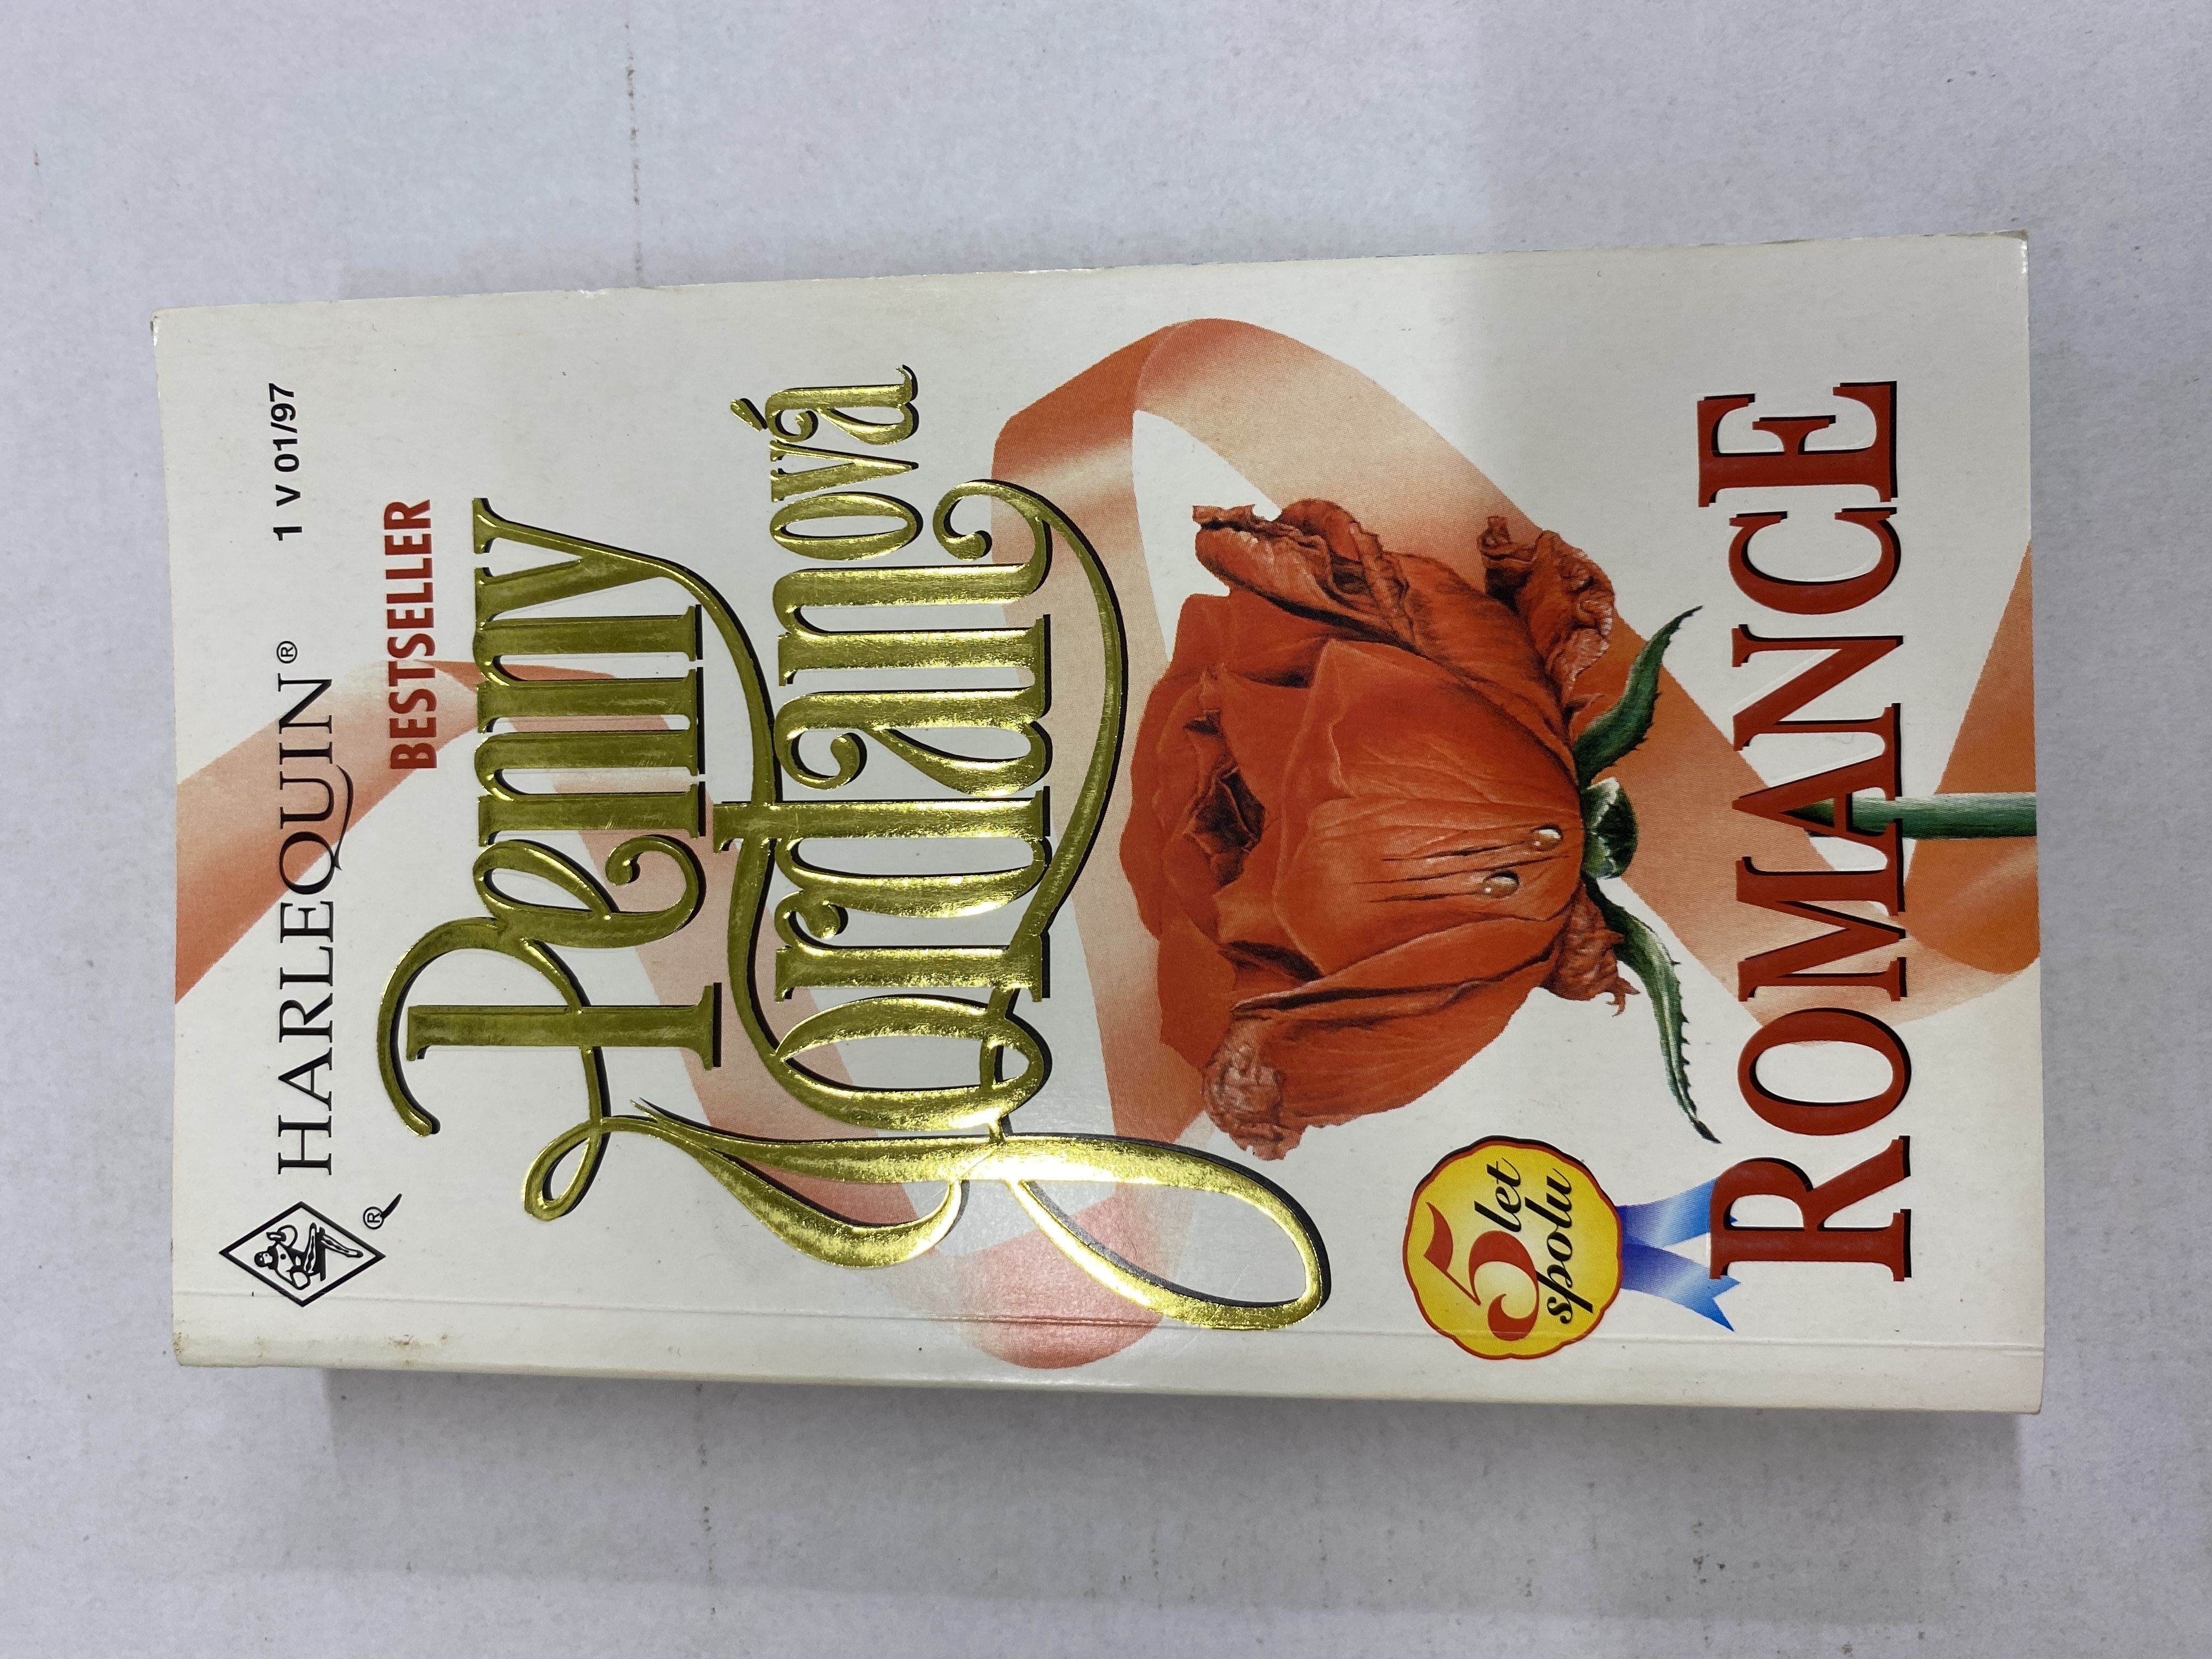 HARLEQUIN® 1 V 01/97
®
BESTSELLER
Penny
Jordanová
5 let
spolu
ROMANCE